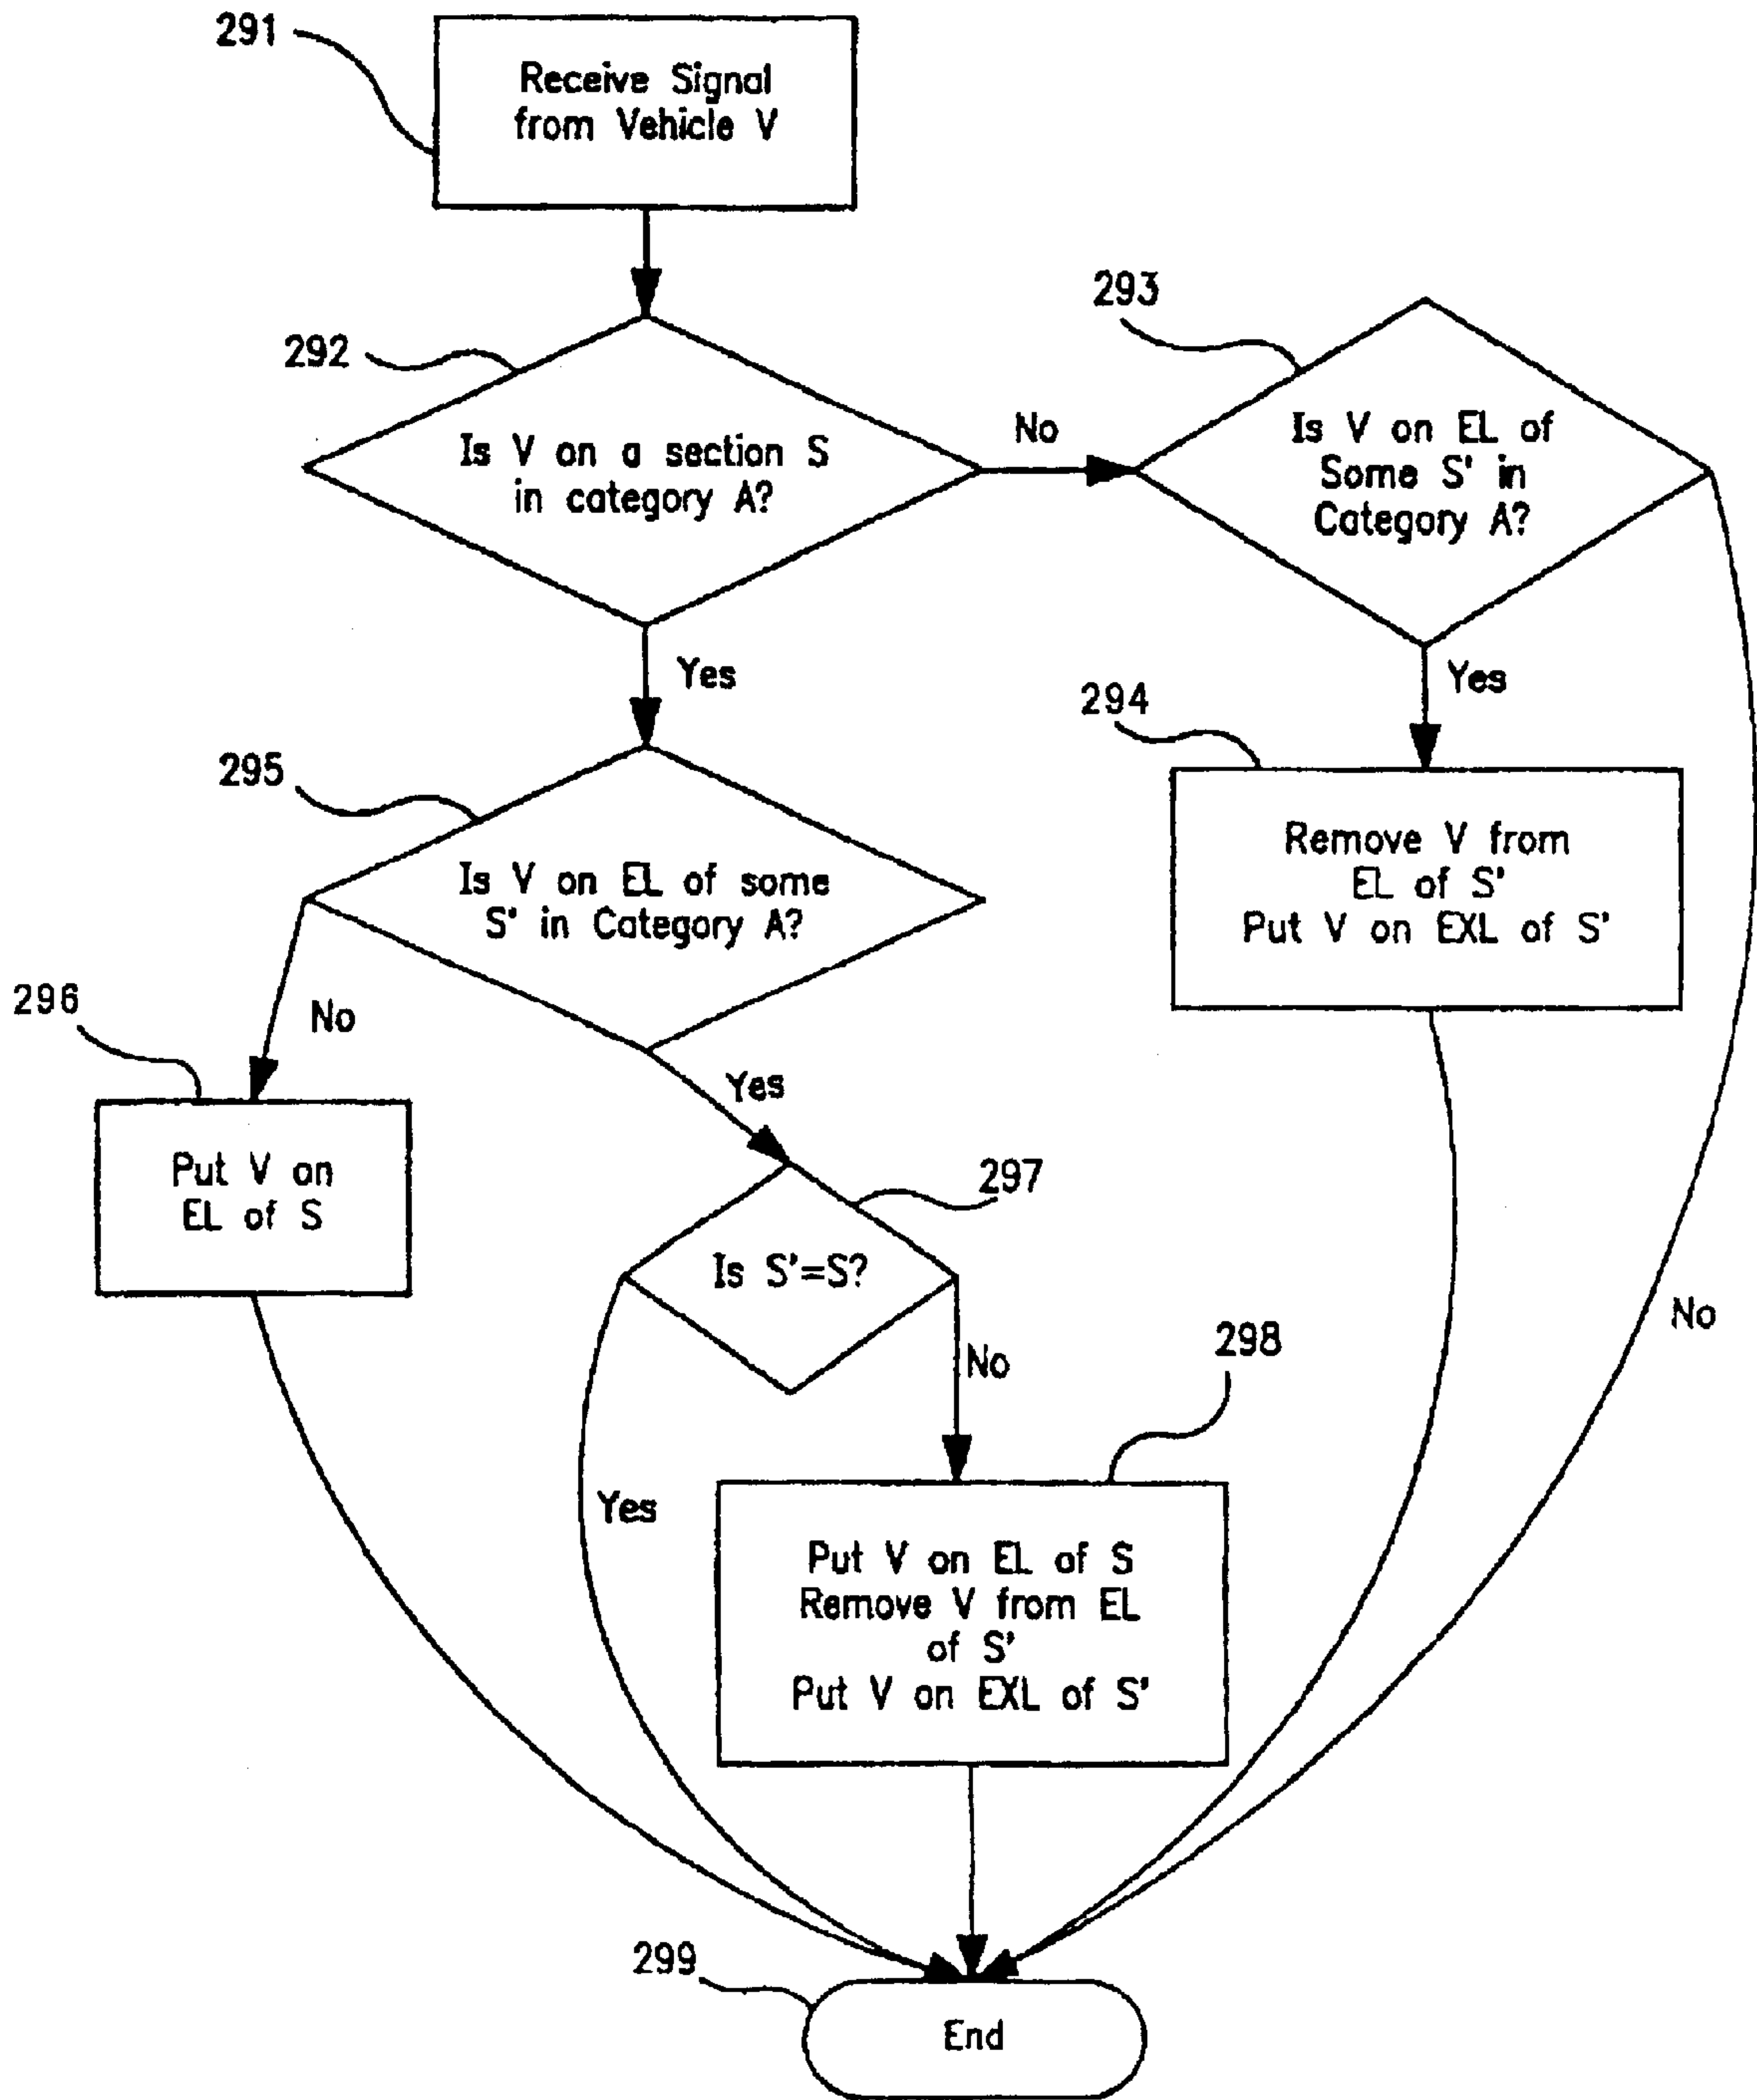 291
Receive Signal
from Vehicle V
292
Is V on a section S
in category A?
No
293
Is V on EL of
Some S' in
Category A?
Yes
Yes
294
Remove V from
EL of S'
Put V on EXL of S'
295
Is V on EL of some
S' in Category A?
No
Yes
296
Put V on
EL of S
297
Is S'=S?
No
Yes
No
298
Put V on EL of S
Remove V from EL
of S'
Put V on EXL of S'
299
End